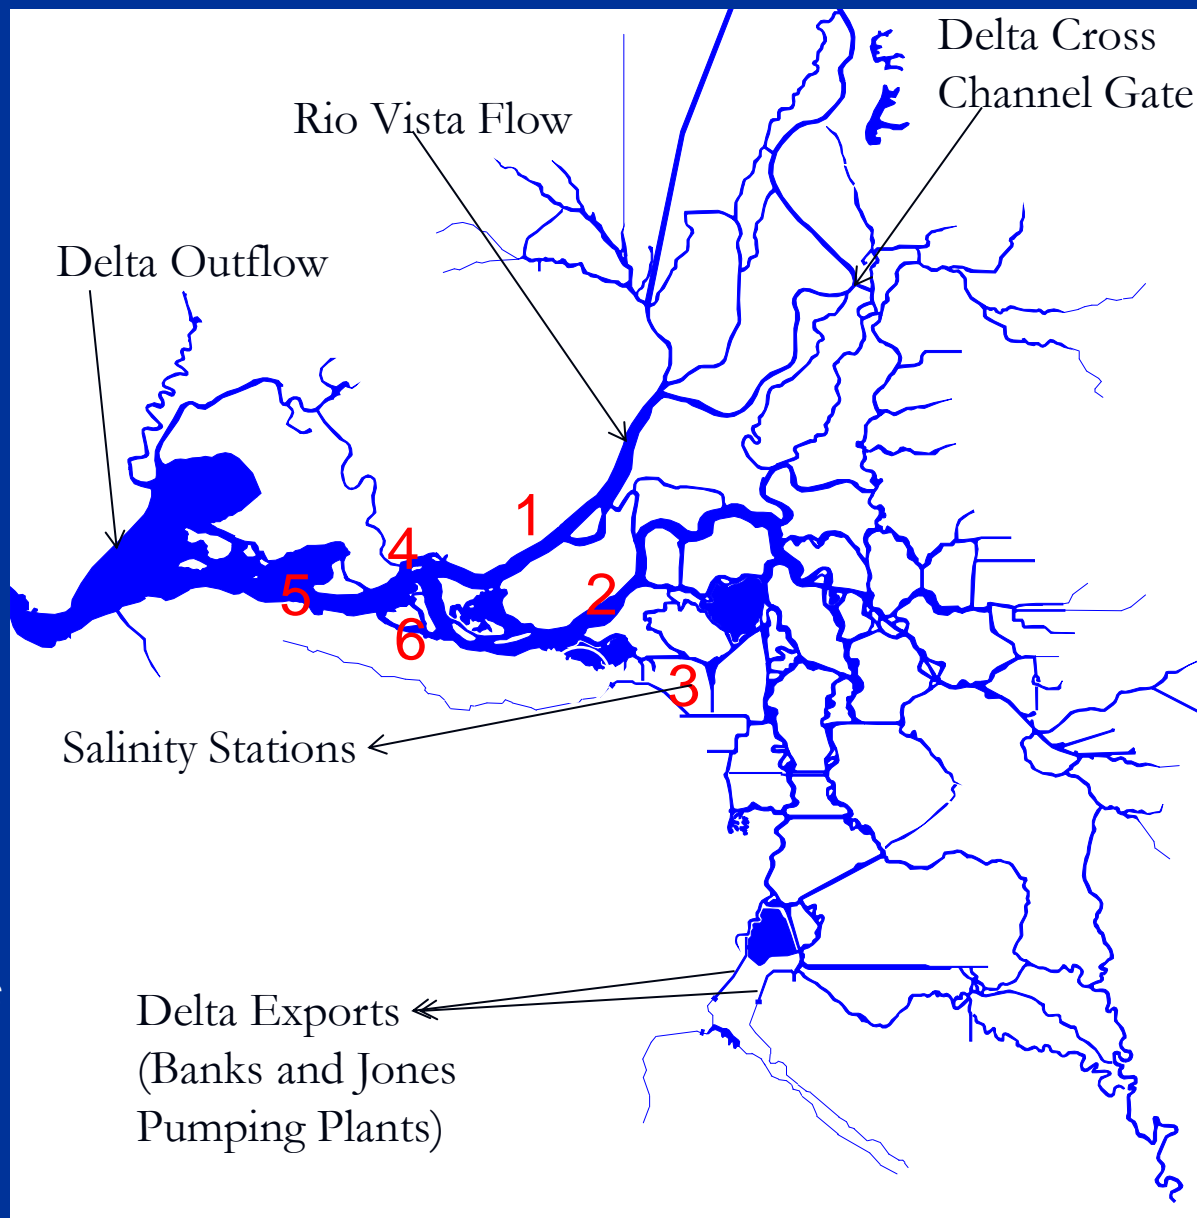 Delta Cross
Channel Gate
Rio Vista Flow
Delta Outflow
1
4
5
2
6
3
Salinity Stations
Delta Exports
(Banks and Jones
Pumping Plants)